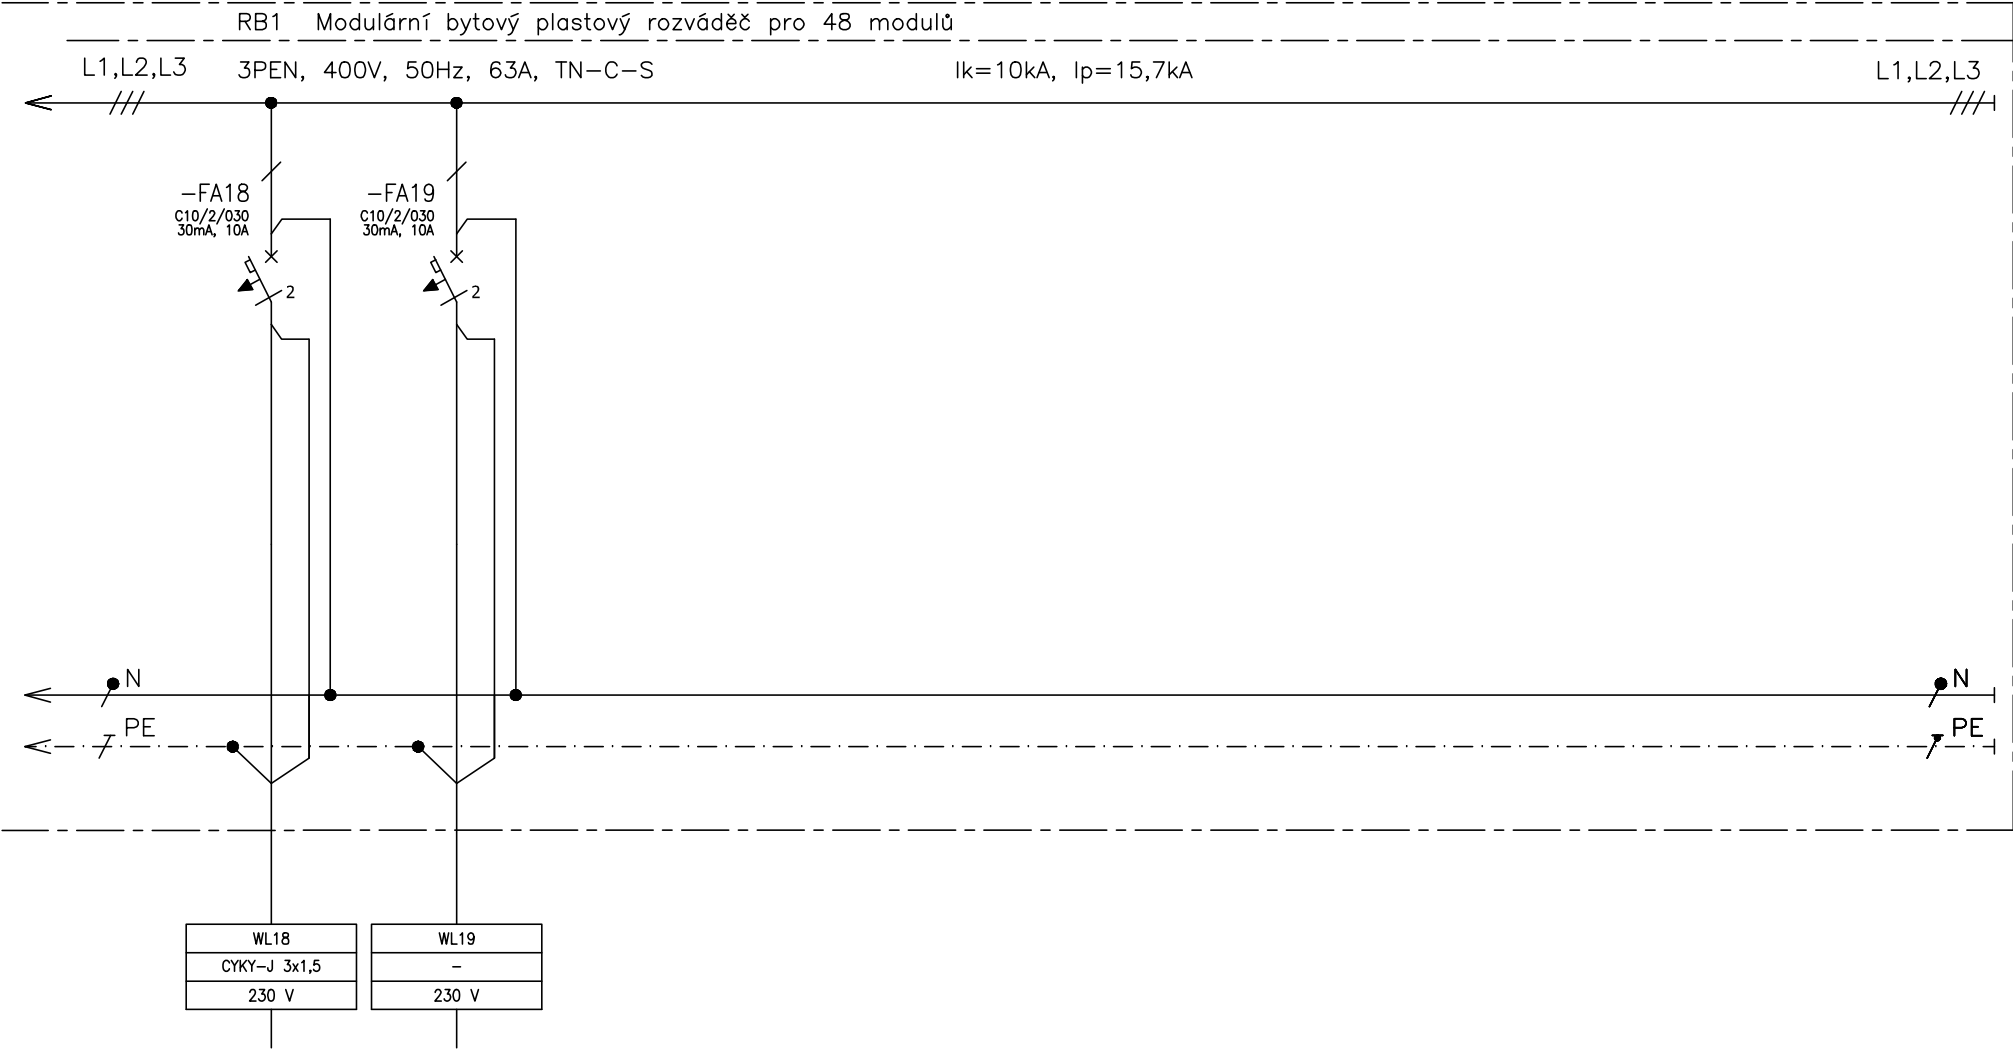 RB1 Modulární bytový plastový rozváděč pro 48 modulů
L1,L2,L3 3PEN, 400V, 50Hz, 63A, TN-C-S Ik=10kA, Ip=15,7kA L1,L2,L3
-FA18 -FA19
C10/2/030 C10/2/030
30mA, 10A 30mA, 10A
2 2
N N
PE PE
WL18 WL19
CYKY-J 3x1,5 -
230 V 230 V